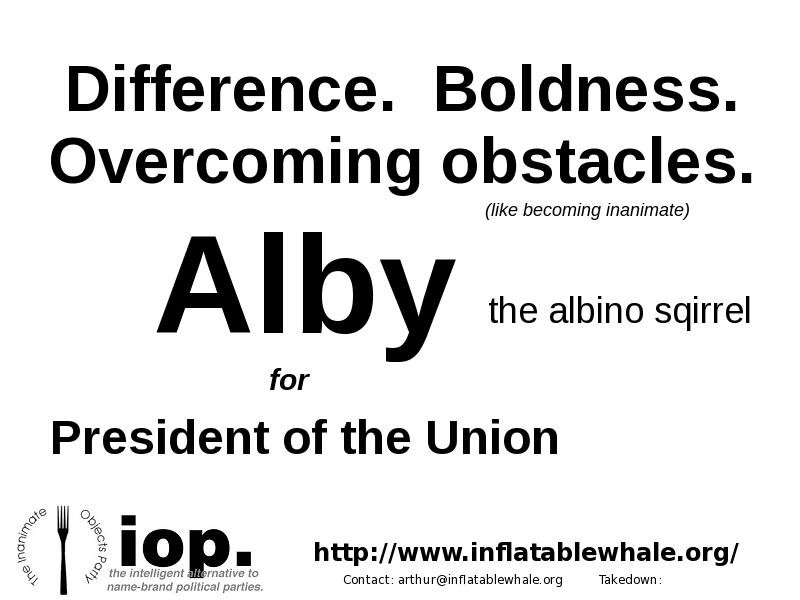 Difference.  Boldness.
Overcoming obstacles.
(like becoming inanimate)
Alby
the albino sqirrel
for
President of the Union
The Inanimate
Objects Party
iop.
the intelligent alternative to
name-brand political parties.
http://www.inflatablewhale.org/
Contact: arthur@inflatablewhale.org Takedown: